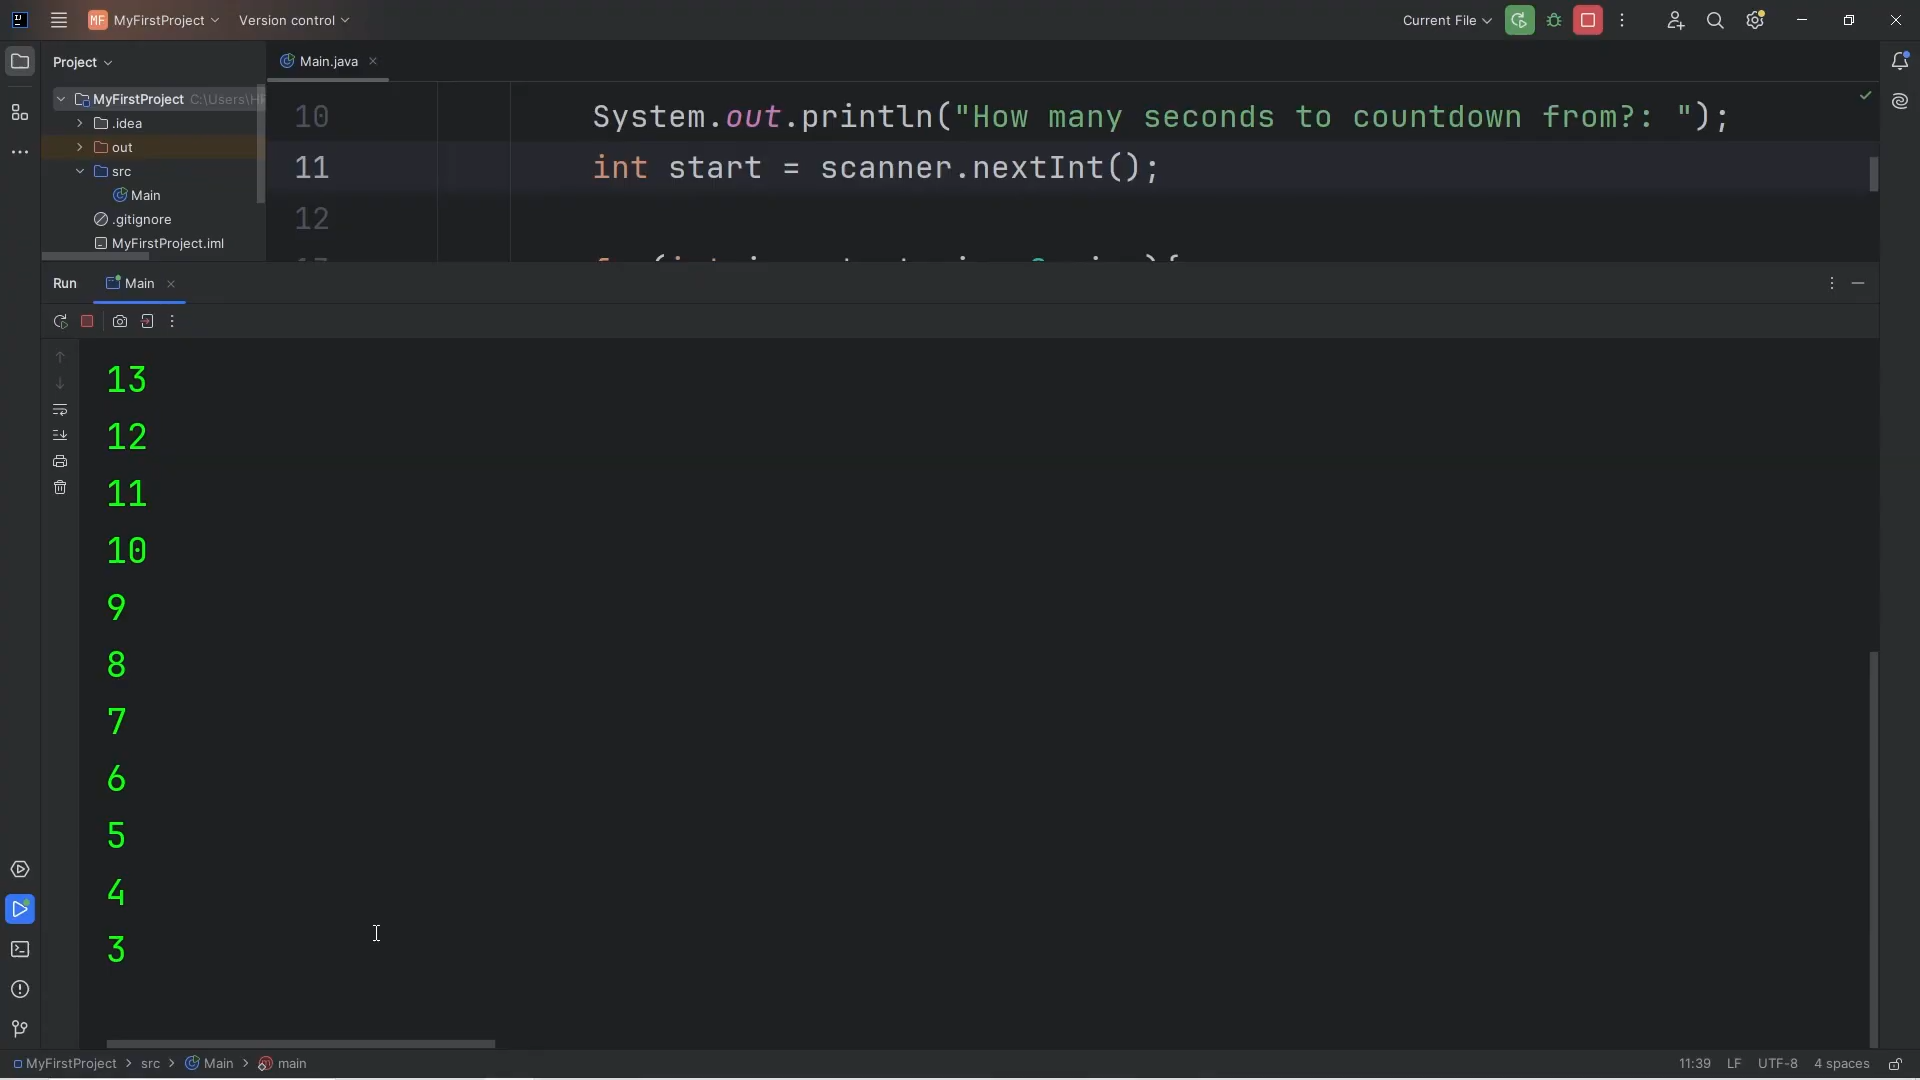 MF MyFirstProject Version control Current File
Project
Main.java
MyFirstProject C:\Users\HP
.idea
out
src
Main
.gitignore
MyFirstProject.iml
10 System.out.println("How many seconds to countdown from?: ");
11 int start = scanner.nextInt();
12
Run Main
13
12
11
10
9
8
7
6
5
4
3
MyFirstProject > src > Main > main 11:39 LF UTF-8 4 spaces